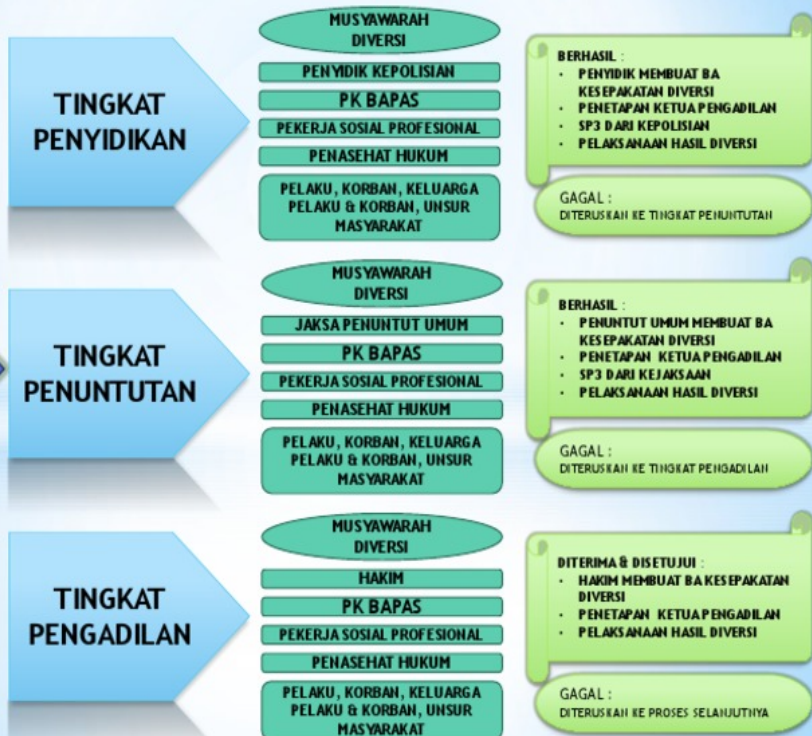 TINGKAT
PENYIDIKAN
MUSYAWARAH
DIVERSI
PENYIDIK KEPOLISIAN
PK BAPAS
PEKERJA SOSIAL PROFESIONAL
PENASEHAT HUKUM
PELAKU, KORBAN, KELUARGA
PELAKU & KORBAN, UNSUR
MASYARAKAT
BERHASIL :
• PENYIDIK MEMBUAT BA
KESEPAKATAN DIVERSI
• PENETAPAN KETUA PENGADILAN
• SP3 DARI KEPOLISIAN
• PELAKSANAAN HASIL DIVERSI
GAGAL :
DITERUSKAN KE TINGKAT PENUNTUTAN
TINGKAT
PENUNTUTAN
MUSYAWARAH
DIVERSI
JAKSA PENUNTUT UMUM
PK BAPAS
PEKERJA SOSIAL PROFESIONAL
PENASEHAT HUKUM
PELAKU, KORBAN, KELUARGA
PELAKU & KORBAN, UNSUR
MASYARAKAT
BERHASIL :
• PENUNTUT UMUM MEMBUAT BA
KESEPAKATAN DIVERSI
• PENETAPAN KETUA PENGADILAN
• SP3 DARI KEJAKSAAN
• PELAKSANAAN HASIL DIVERSI
GAGAL :
DITERUSKAN KE TINGKAT PENGADILAN
TINGKAT
PENGADILAN
MUSYAWARAH
DIVERSI
HAKIM
PK BAPAS
PEKERJA SOSIAL PROFESIONAL
PENASEHAT HUKUM
PELAKU, KORBAN, KELUARGA
PELAKU & KORBAN, UNSUR
MASYARAKAT
DITERIMA & DISETUJUI :
• HAKIM MEMBUAT BA KESEPAKATAN
DIVERSI
• PENETAPAN KETUA PENGADILAN
• PELAKSANAAN HASIL DIVERSI
GAGAL :
DITERUSKAN KE PROSES SELANJUTNYA